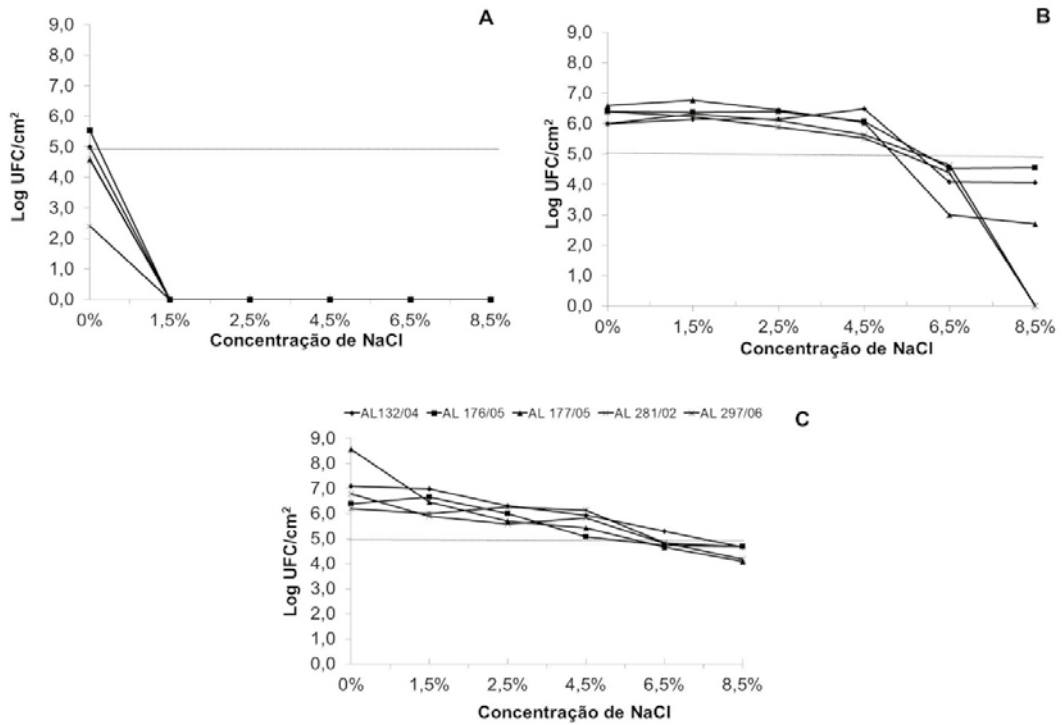 A
9,0
8,0
7,0
6,0
5,0
4,0
3,0
2,0
1,0
0,0
Log UFC/cm²
0% 1,5% 2,5% 4,5% 6,5% 8,5%
Concentração de NaCl
B
9,0
8,0
7,0
6,0
5,0
4,0
3,0
2,0
1,0
0,0
Log UFC/cm²
0% 1,5% 2,5% 4,5% 6,5% 8,5%
Concentração de NaCl
AL132/04 AL 176/05 AL 177/05 AL 281/02 AL 297/06
C
9,0
8,0
7,0
6,0
5,0
4,0
3,0
2,0
1,0
0,0
Log UFC/cm²
0% 1,5% 2,5% 4,5% 6,5% 8,5%
Concentração de NaCl